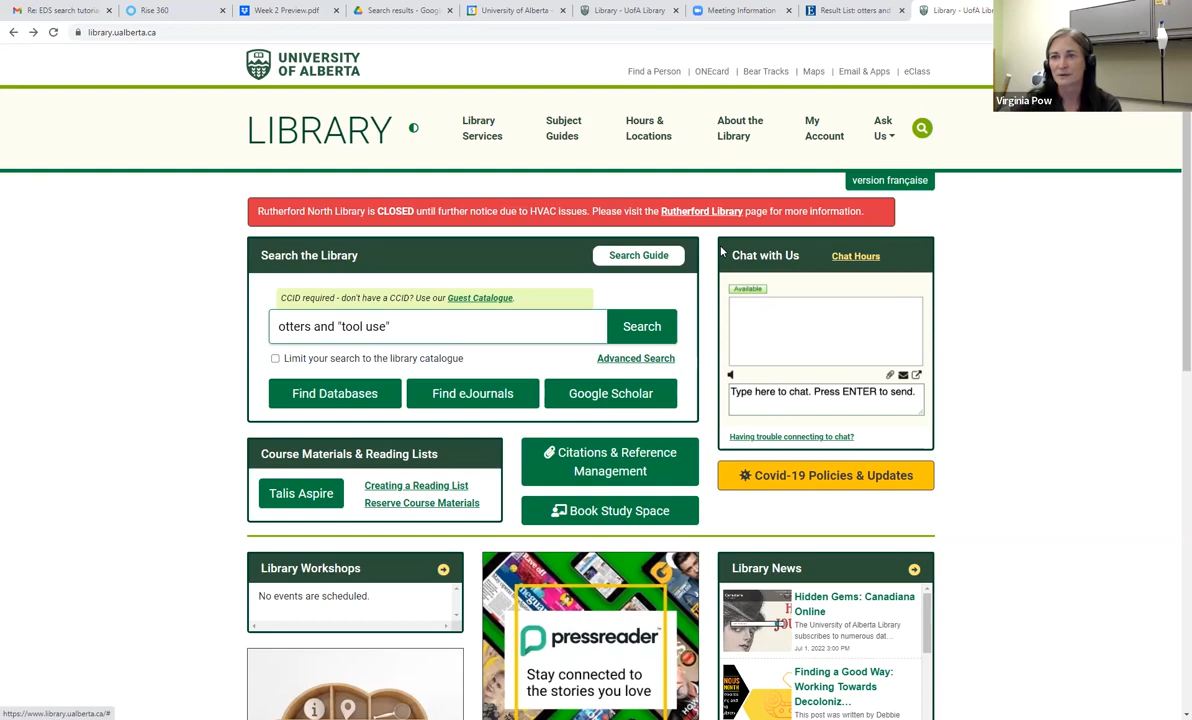 Re: EDS search tutoria
Rise 360
Week 2 Preview.pdf
Search results - Googl
University of Alberta -
Library - UofA Library
Meeting Information
Result List: otters and
Library - UofA Lib
library.ualberta.ca
Virginia Pow
UNIVERSITY
OF ALBERTA
Find a Person | ONEcard | Bear Tracks | Maps | Email & Apps | eClass
LIBRARY
Library
Services
Subject
Guides
Hours &
Locations
About the
Library
My
Account
Ask
Us
version française
Rutherford North Library is CLOSED until further notice due to HVAC issues. Please visit the Rutherford Library page for more information.
Search the Library
Search Guide
CCID required - don't have a CCID? Use our Guest Catalogue.
otters and "tool use"
Search
Limit your search to the library catalogue
Advanced Search
Find Databases
Find eJournals
Google Scholar
Chat with Us
Chat Hours
Available
Type here to chat. Press ENTER to send.
Having trouble connecting to chat?
Covid-19 Policies & Updates
Course Materials & Reading Lists
Talis Aspire
Creating a Reading List
Reserve Course Materials
Citations & Reference
Management
Book Study Space
Library Workshops
No events are scheduled.
pressreader
Stay connected to
the stories you love
Library News
Hidden Gems: Canadiana
Online
The University of Alberta Library
subscribes to numerous dat...
Jul 1, 2022 3:00 PM
Finding a Good Way:
Working Towards
Decoloniz...
This post was written by Debbie
https://www.library.ualberta.ca/#